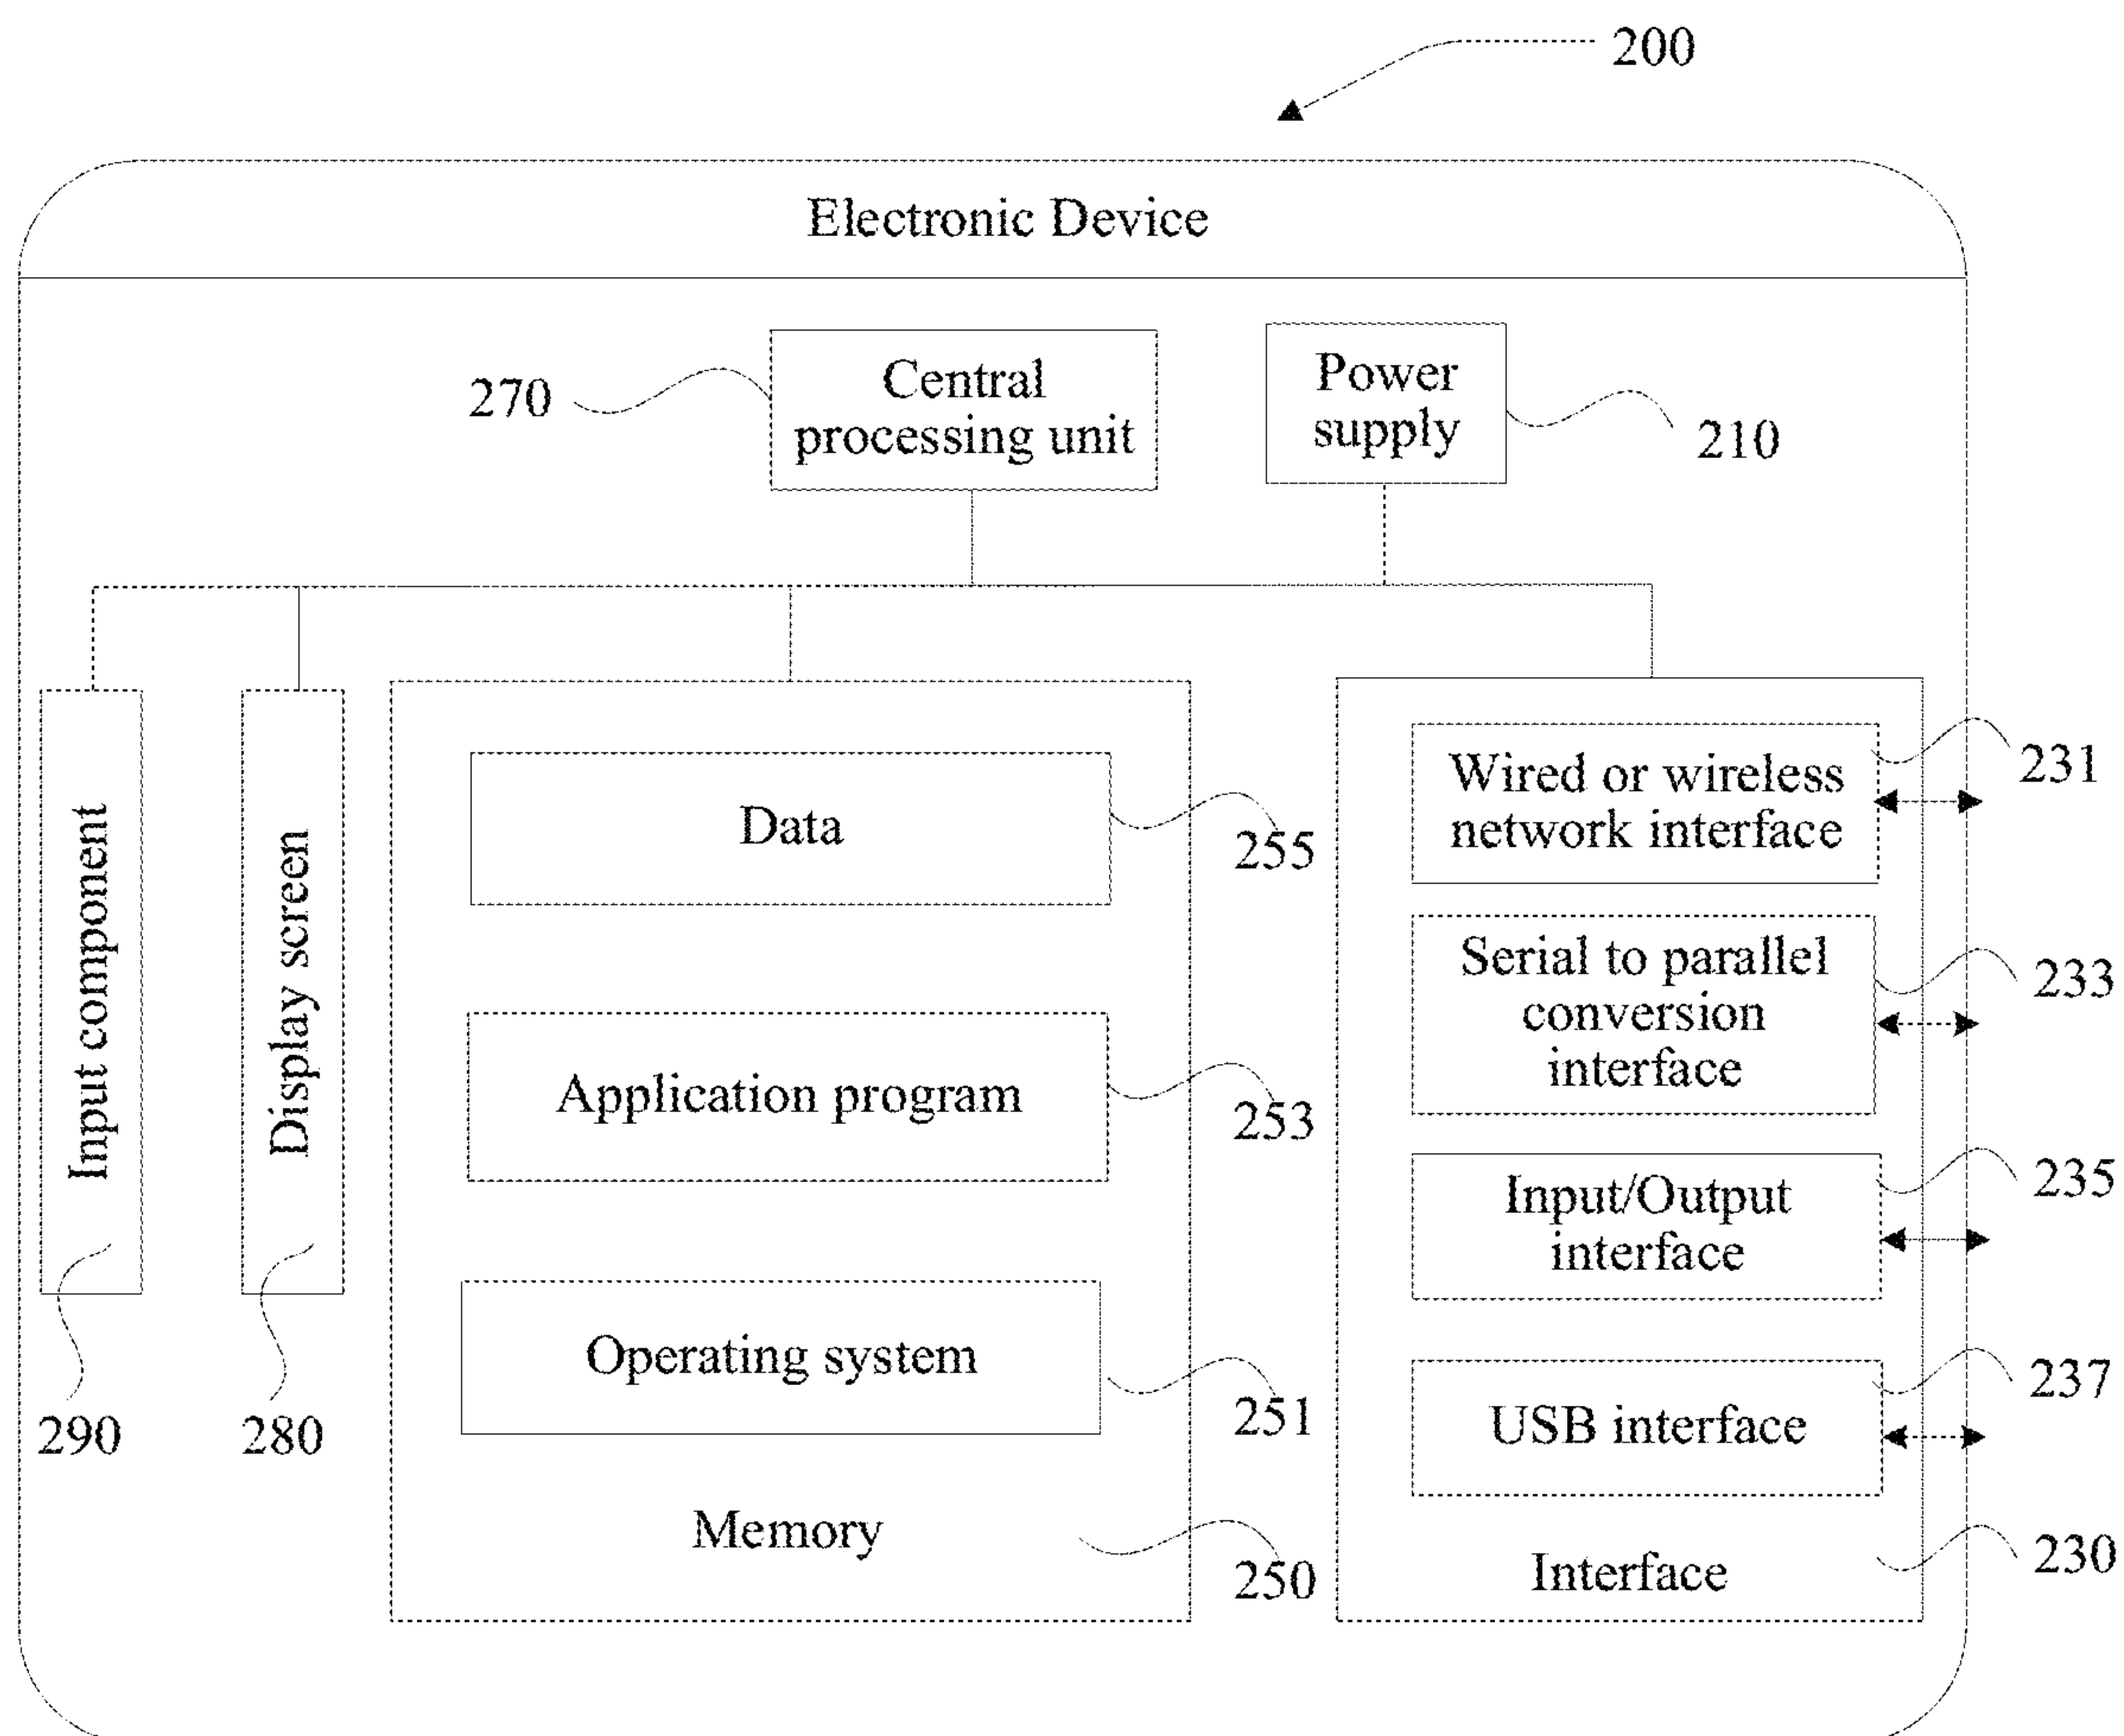 200
Electronic Device
270
Central
processing unit
Power
supply
210
Input component
290
Display screen
280
Data
255
Application program
253
Operating system
251
Memory
250
Wired or wireless
network interface
231
Serial to parallel
conversion
interface
233
Input/Output
interface
235
USB interface
237
Interface
230